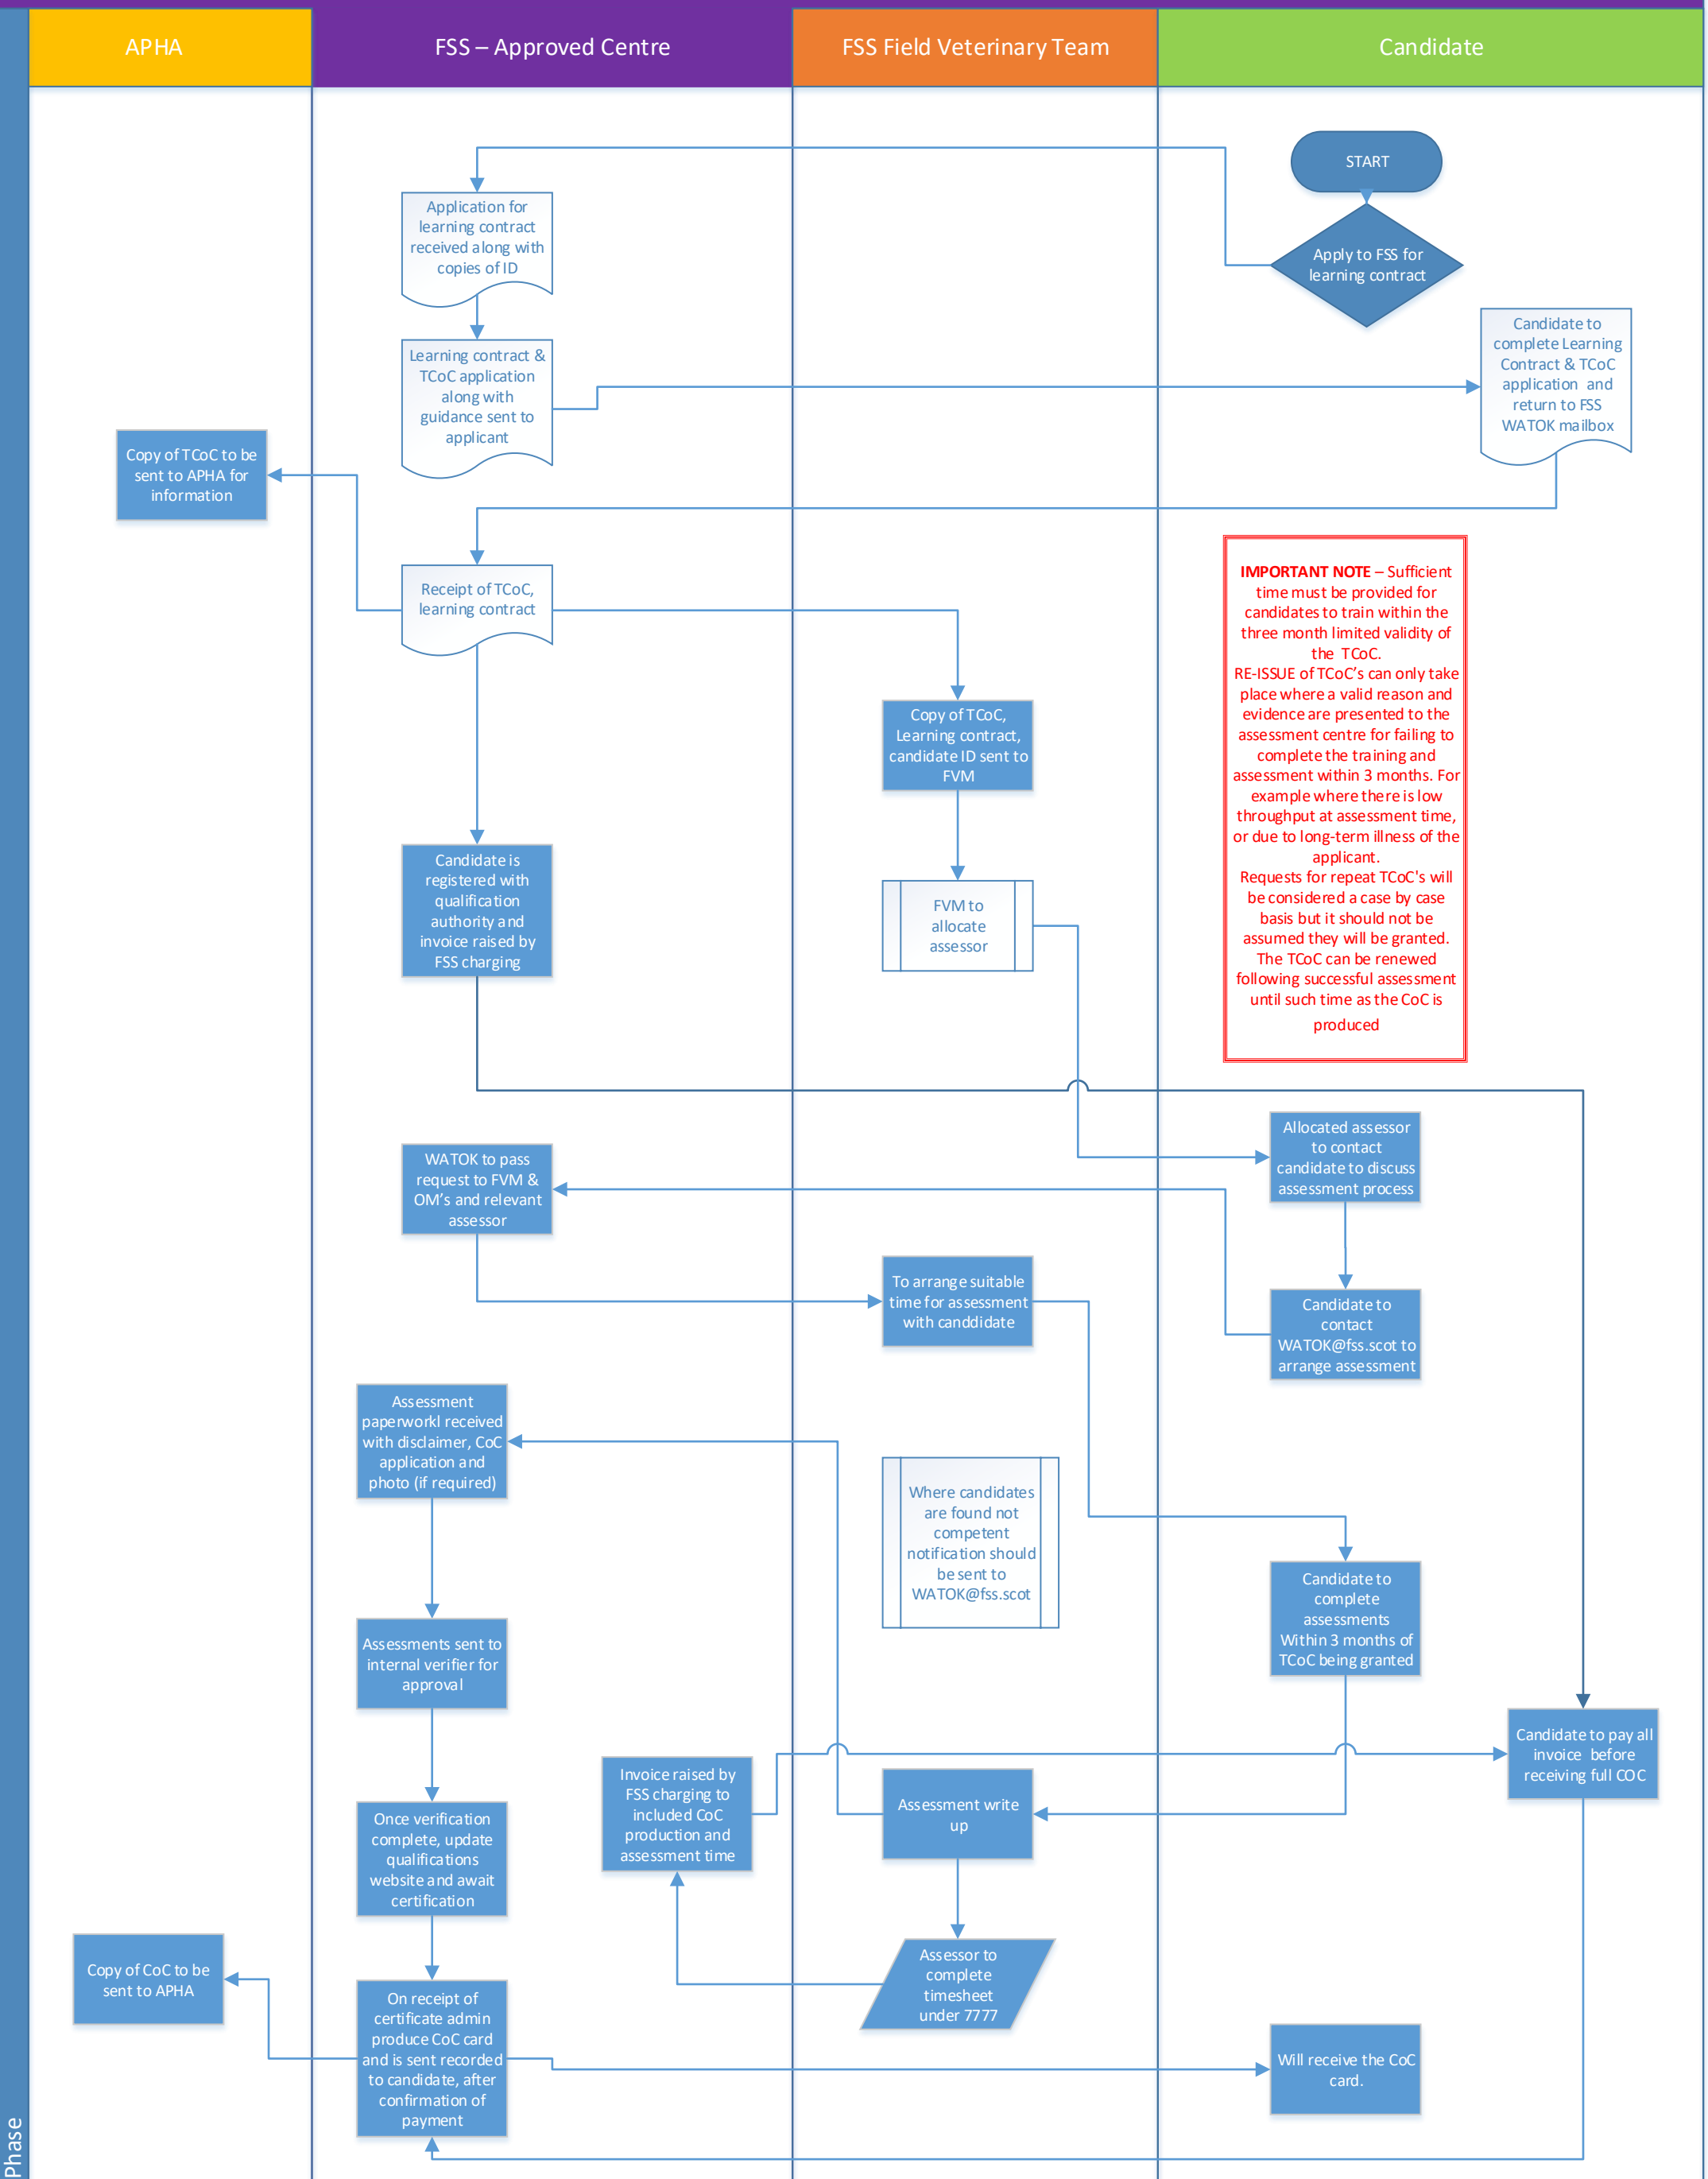 APHA
FSS – Approved Centre
FSS Field Veterinary Team
Candidate
START
Apply to FSS for
learning contract
Application for
learning contract
received along with
copies of ID
Learning contract &
TCoC application
along with
guidance sent to
applicant
Candidate to
complete Learning
Contract & TCoC
application and
return to FSS
WATOK mailbox
Copy of TCoC to be
sent to APHA for
information
Receipt of TCoC,
learning contract
IMPORTANT NOTE – Sufficient
time must be provided for
candidates to train within the
three month limited validity of
the TCoC.
RE-ISSUE of TCoC’s can only take
place where a valid reason and
evidence are presented to the
assessment centre for failing to
complete the training and
assessment within 3 months. For
example where there is low
throughput at assessment time,
or due to long-term illness of the
applicant.
Requests for repeat TCoC's will
be considered a case by case
basis but it should not be
assumed they will be granted.
The TCoC can be renewed
following successful assessment
until such time as the CoC is
produced
Copy of TCoC,
Learning contract,
candidate ID sent to
FVM
Candidate is
registered with
qualification
authority and
invoice raised by
FSS charging
FVM to
allocate
assessor
Allocated assessor
to contact
candidate to discuss
assessment process
WATOK to pass
request to FVM &
OM’s and relevant
assessor
To arrange suitable
time for assessment
with canddidate
Candidate to
contact
WATOK@fss.scot to
arrange assessment
Assessment
paperworkl received
with disclaimer, CoC
application and
photo (if required)
Where candidates
are found not
competent
notification should
be sent to
WATOK@fss.scot
Candidate to
complete
assessments
Within 3 months of
TCoC being granted
Assessments sent to
internal verifier for
approval
Candidate to pay all
invoice before
receiving full COC
Invoice raised by
FSS charging to
included CoC
production and
assessment time
Assessment write
up
Once verification
complete, update
qualifications
website and await
certification
Assessor to
complete
timesheet
under 7777
Copy of CoC to be
sent to APHA
On receipt of
certificate admin
produce CoC card
and is sent recorded
to candidate, after
confirmation of
payment
Will receive the CoC
card.
Phase